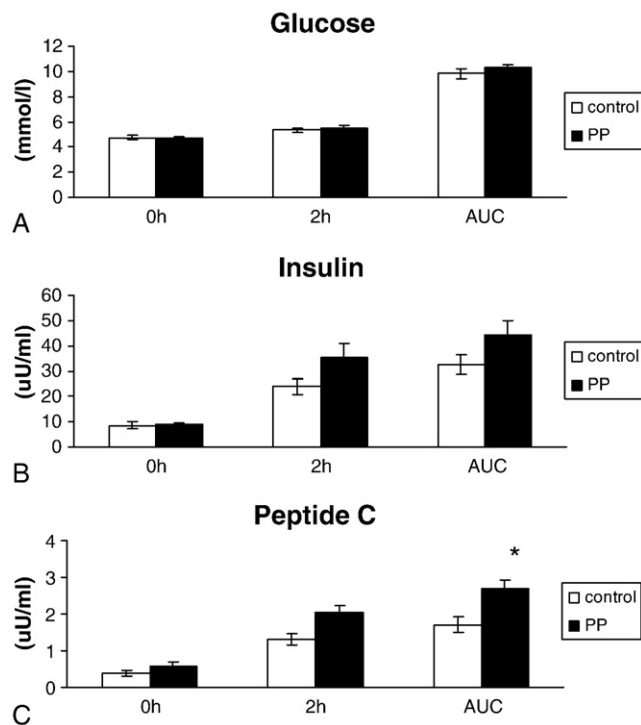 Glucose
12
10
8
6
4
2
0
(mmol/l)
control
PP
0h 2h AUC
A
Insulin
60
50
40
30
20
10
0
(uU/ml)
control
PP
0h 2h AUC
B
Peptide C
4
3
2
1
0
(uU/ml)
*
control
PP
0h 2h AUC
C